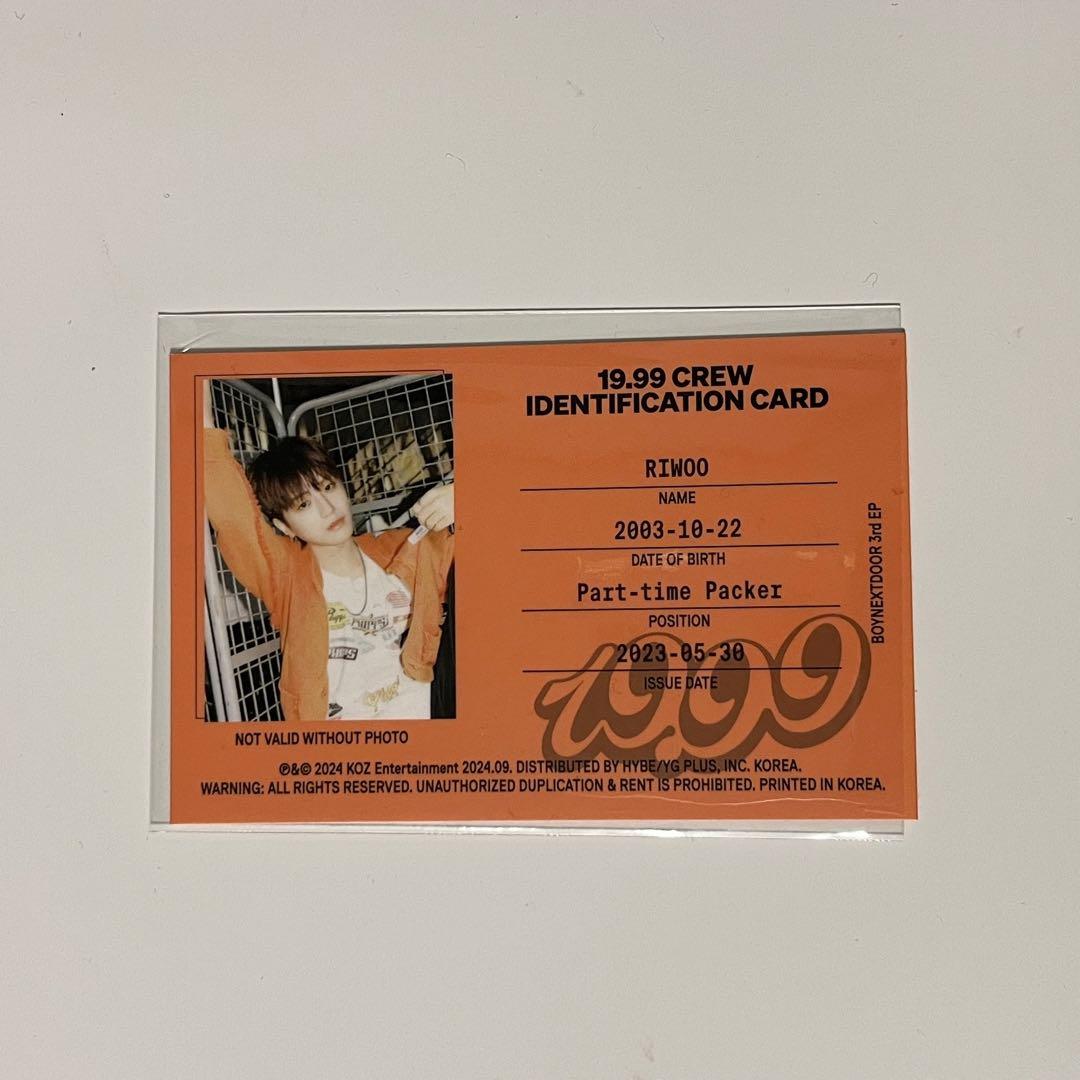 19.99 CREW
IDENTIFICATION CARD
RIWOO
NAME
2003-10-22
DATE OF BIRTH
Part-time Packer
POSITION
2023-05-30
ISSUE DATE
19.99
BOYNEXTDOOR 3rd EP
NOT VALID WITHOUT PHOTO
℗&© 2024 KOZ Entertainment 2024.09. DISTRIBUTED BY HYBE/YG PLUS, INC. KOREA.
WARNING: ALL RIGHTS RESERVED. UNAUTHORIZED DUPLICATION & RENT IS PROHIBITED. PRINTED IN KOREA.